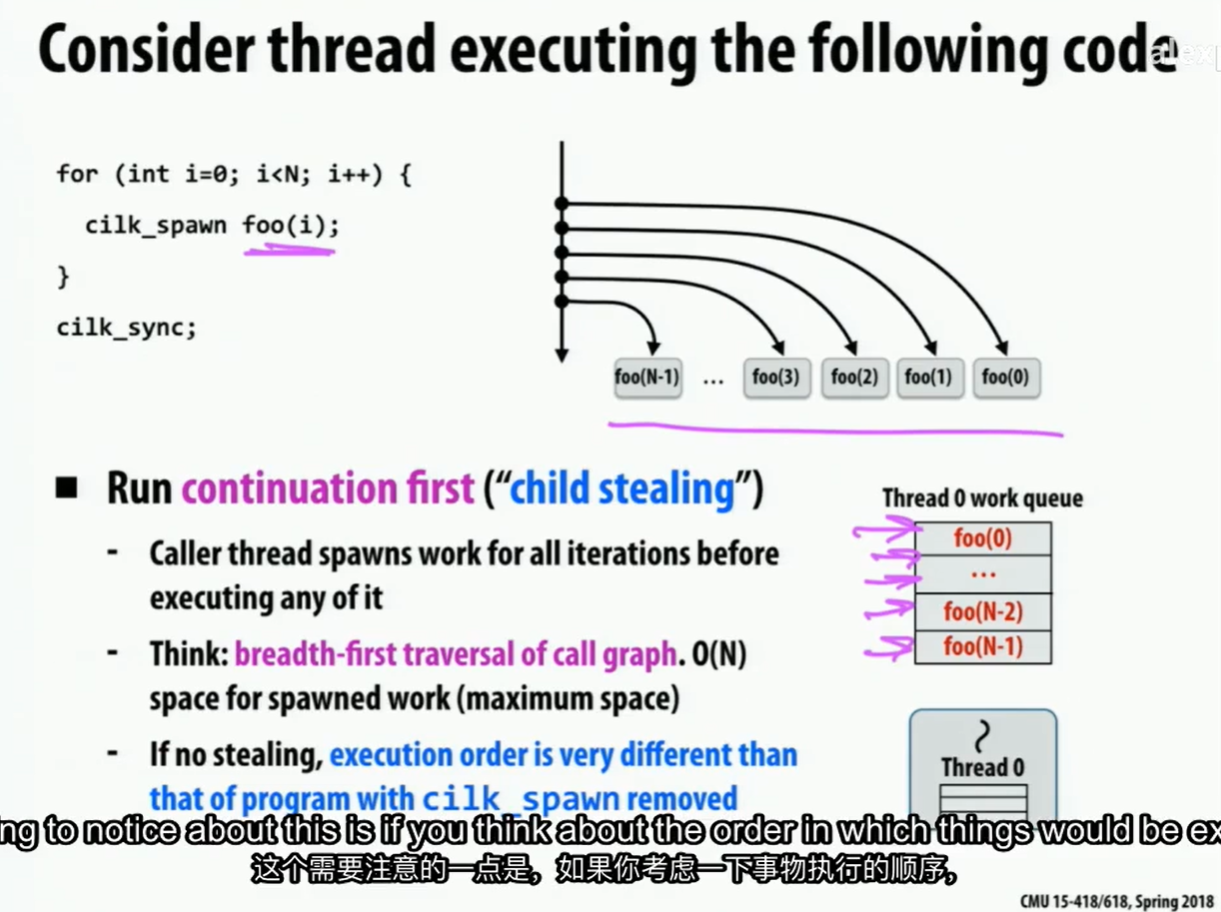 Consider thread executing the following code
for (int i=0; i<N; i++) {
cilk_spawn foo(i);
}
cilk_sync;
foo(N-1) ... foo(3) foo(2) foo(1) foo(0)
■ Run continuation first (“child stealing”)
- Caller thread spawns work for all iterations before
executing any of it
- Think: breadth-first traversal of call graph. O(N)
space for spawned work (maximum space)
- If no stealing, execution order is very different than
that of program with cilk_spawn removed
Thread 0 work queue
foo(0)
...
foo(N-2)
foo(N-1)
Thread 0
to notice about this is if you think about the order in which things would be
这个需要注意的一点是，如果你考虑一下事物执行的顺序，
CMU 15-418/618, Spring 2018